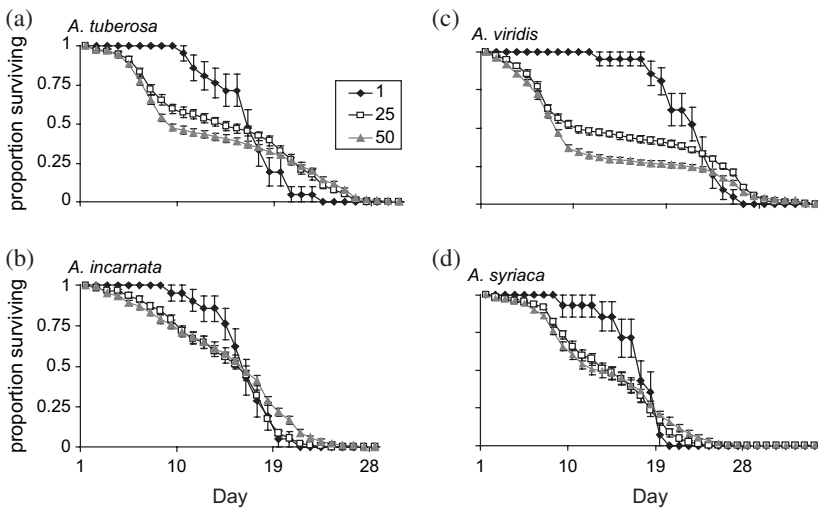 (a)
A. tuberosa
proportion surviving
1
0.75
0.5
0.25
0
1
25
50
(c)
A. viridis
(b)
A. incarnata
proportion surviving
1
0.75
0.5
0.25
0
1 10 19 28
Day
(d)
A. syriaca
1 10 19 28
Day